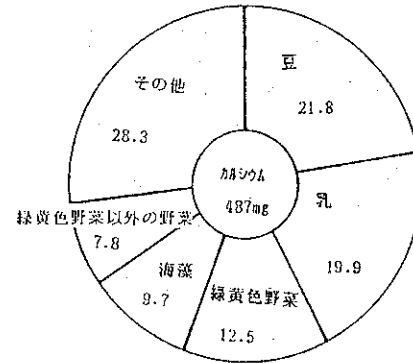 豆
21.8
乳
19.9
緑黄色野菜
12.5
海藻
9.7
緑黄色野菜以外の野菜
7.8
その他
28.3
カルシウム
487mg